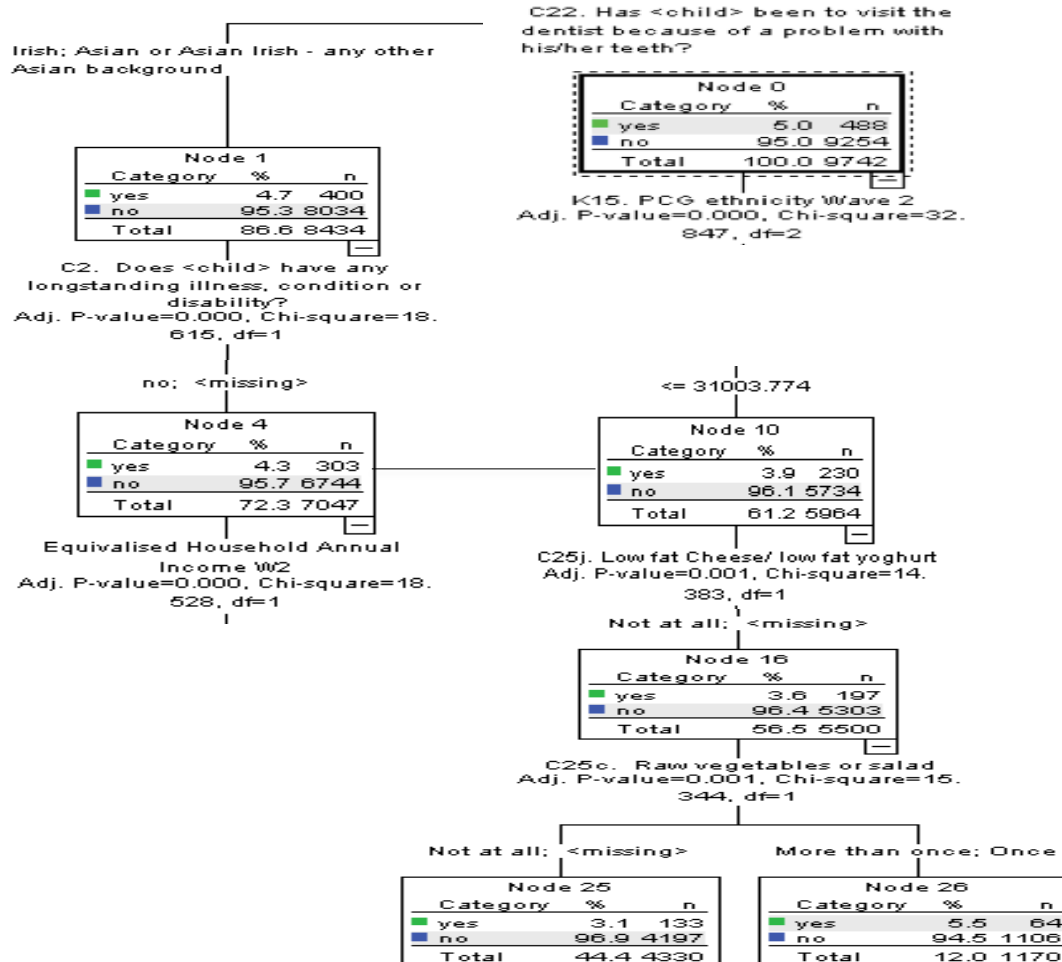 C22. Has <child> been to visit the
dentist because of a problem with
his/her teeth?
Node 0
Category % n
yes 5.0 488
no 95.0 9254
Total 100.0 9742
K15. PCG ethnicity Wave 2
Adj. P-value=0.000, Chi-square=32.
847, df=2
Irish; Asian or Asian Irish - any other
Asian background
Node 1
Category % n
yes 4.7 400
no 95.3 8034
Total 86.6 8434
C2. Does <child> have any
longstanding illness, condition or
disability?
Adj. P-value=0.000, Chi-square=18.
615, df=1
no; <missing>
Node 4
Category % n
yes 4.3 303
no 95.7 6744
Total 72.3 7047
Equivalised Household Annual
Income W2
Adj. P-value=0.000, Chi-square=18.
528, df=1
<= 31003.774
Node 10
Category % n
yes 3.9 230
no 96.1 5734
Total 61.2 5964
C25j. Low fat Cheese/ low fat yoghurt
Adj. P-value=0.001, Chi-square=14.
383, df=1
Not at all; <missing>
Node 16
Category % n
yes 3.6 197
no 96.4 5303
Total 56.5 5500
C25c. Raw vegetables or salad
Adj. P-value=0.001, Chi-square=15.
344, df=1
Not at all; <missing>
Node 25
Category % n
yes 3.1 133
no 96.9 4197
Total 44.4 4330
More than once; Once
Node 26
Category % n
yes 5.5 64
no 94.5 1106
Total 12.0 1170